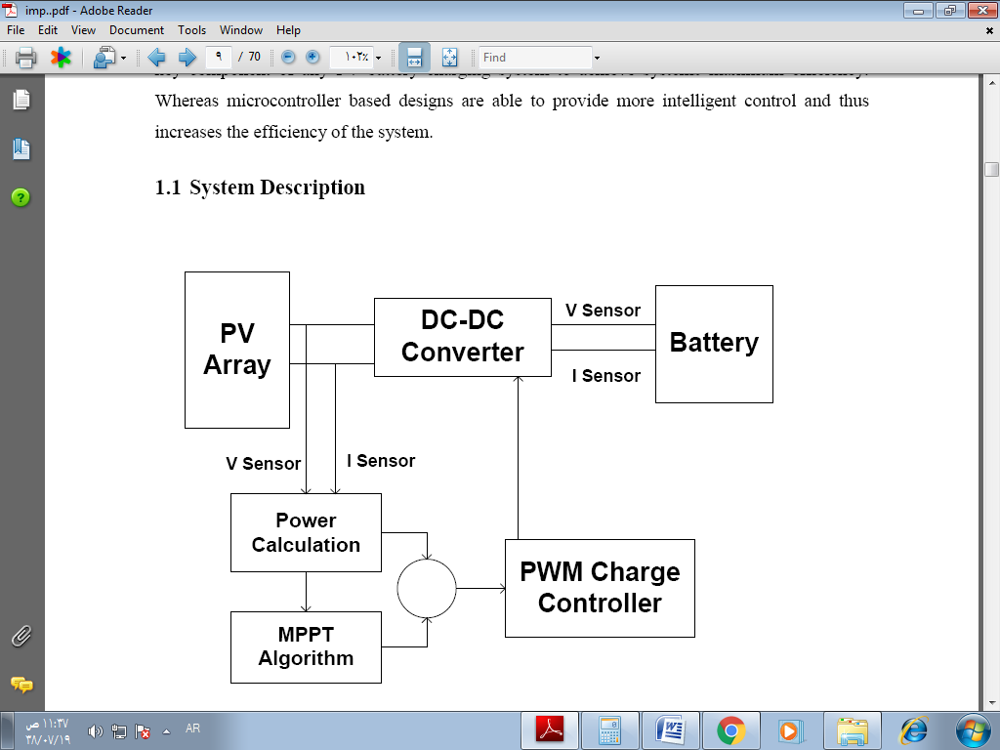 imp..pdf - Adobe Reader
File Edit View Document Tools Window Help
٩ / 70 ١٠٢٪ Find
Whereas microcontroller based designs are able to provide more intelligent control and thus
increases the efficiency of the system.
1.1 System Description
PV
Array
DC-DC
Converter
V Sensor
I Sensor
Battery
V Sensor
I Sensor
Power
Calculation
MPPT
Algorithm
PWM Charge
Controller
AR
١١:٣٧ ص
٣٨/٠٧/١٩